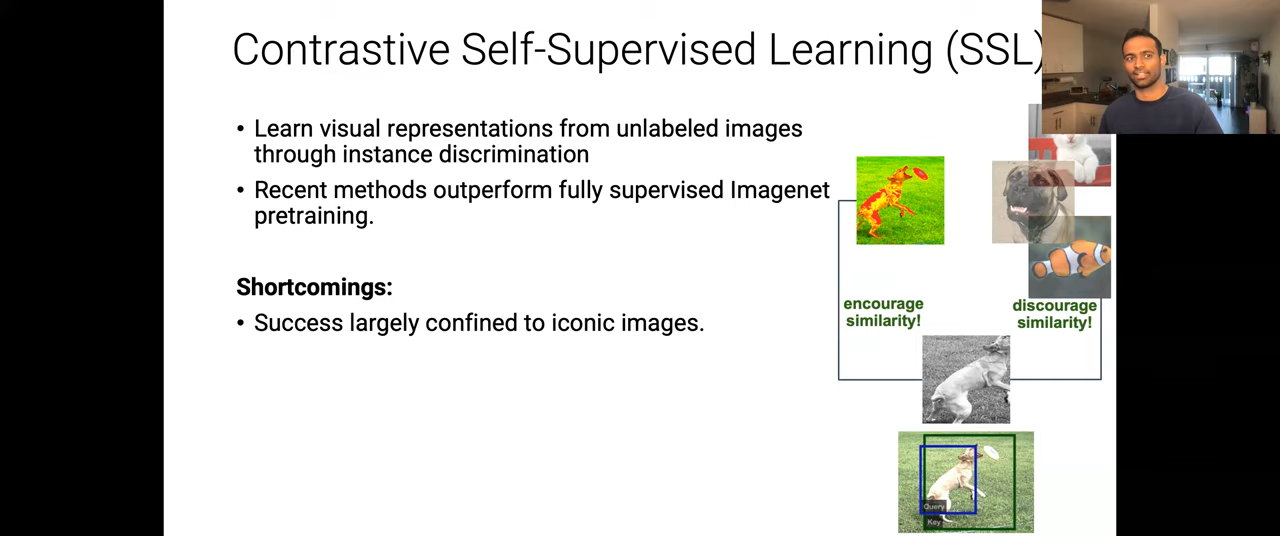 Contrastive Self-Supervised Learning (SSL)
• Learn visual representations from unlabeled images
through instance discrimination
• Recent methods outperform fully supervised Imagenet
pretraining.
Shortcomings:
• Success largely confined to iconic images.
encourage
similarity!
discourage
similarity!
Query
Key